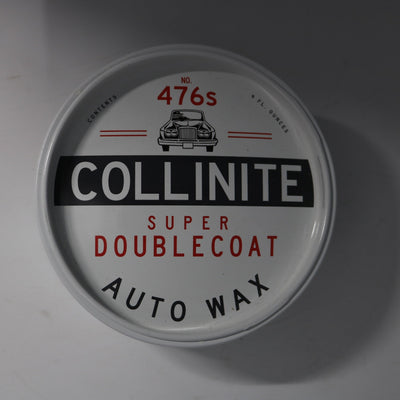 NO.
476s
CONTENTS
9 FL. OUNCES
COLLINITE
SUPER
DOUBLECOAT
AUTO WAX